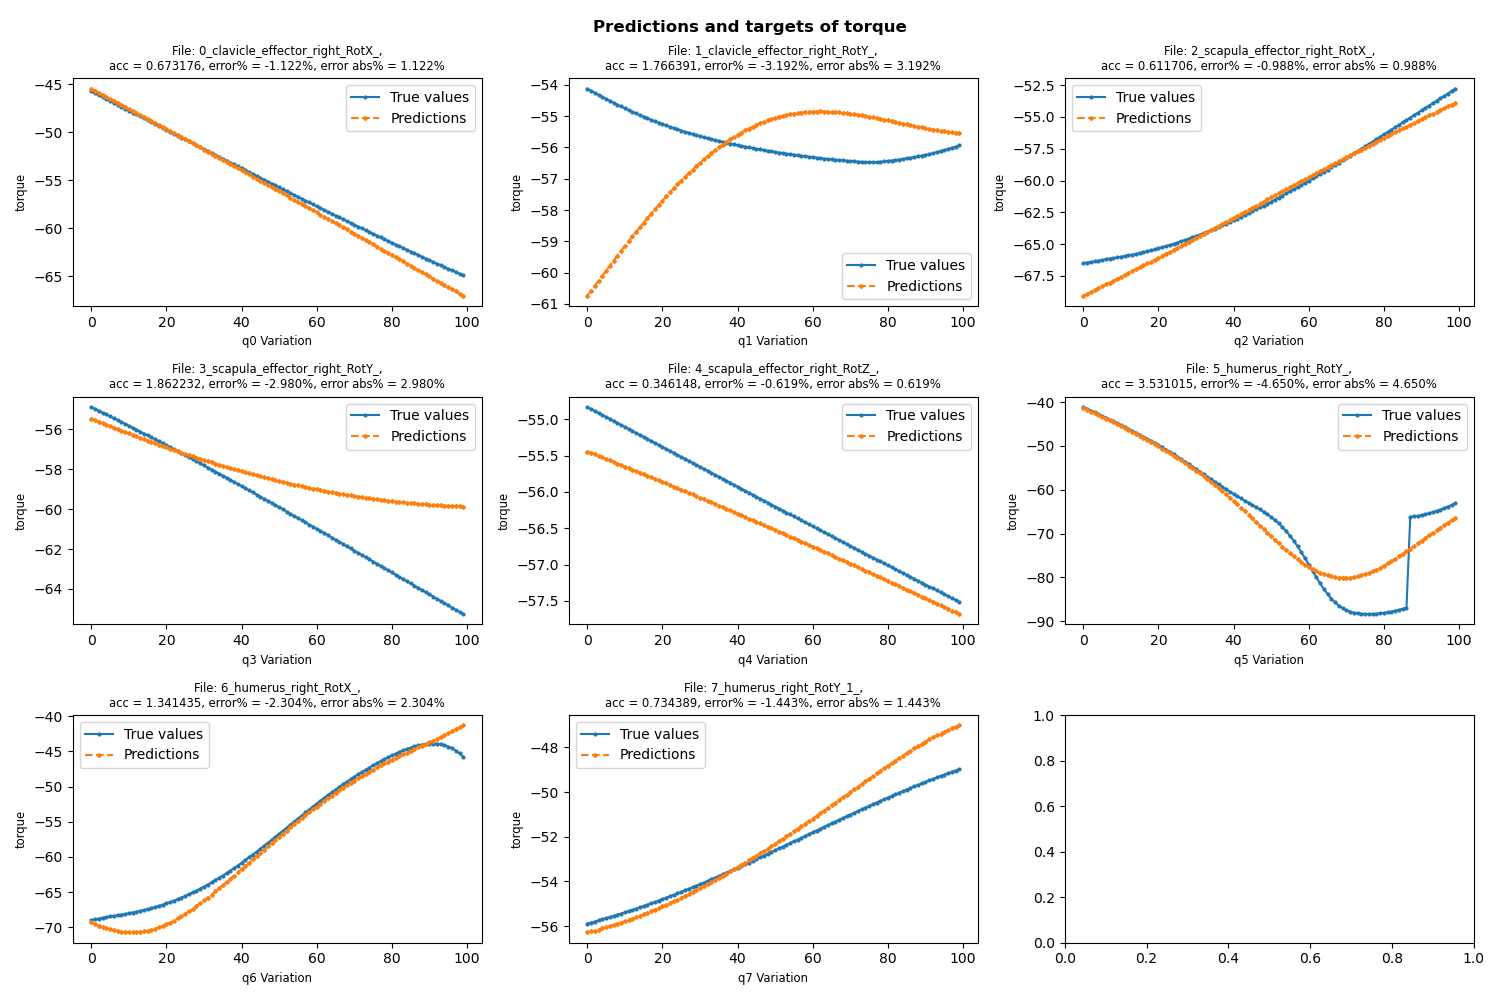 Predictions and targets of torque
File: 0_clavicle_effector_right_RotX_,
acc = 0.673176, error% = -1.122%, error abs% = 1.122%
−45
−50
−55
−60
−65
torque
True values
Predictions
0 20 40 60 80 100
q0 Variation
File: 1_clavicle_effector_right_RotY_,
acc = 1.766391, error% = -3.192%, error abs% = 3.192%
−54
−55
−56
−57
−58
−59
−60
−61
torque
True values
Predictions
0 20 40 60 80 100
q1 Variation
File: 2_scapula_effector_right_RotX_,
acc = 0.611706, error% = -0.988%, error abs% = 0.988%
−52.5
−55.0
−57.5
−60.0
−62.5
−65.0
−67.5
torque
True values
Predictions
0 20 40 60 80 100
q2 Variation
File: 3_scapula_effector_right_RotY_,
acc = 1.862232, error% = -2.980%, error abs% = 2.980%
−56
−58
−60
−62
−64
torque
True values
Predictions
0 20 40 60 80 100
q3 Variation
File: 4_scapula_effector_right_RotZ_,
acc = 0.346148, error% = -0.619%, error abs% = 0.619%
−55.0
−55.5
−56.0
−56.5
−57.0
−57.5
torque
True values
Predictions
0 20 40 60 80 100
q4 Variation
File: 5_humerus_right_RotY_,
acc = 3.531015, error% = -4.650%, error abs% = 4.650%
−40
−50
−60
−70
−80
−90
torque
True values
Predictions
0 20 40 60 80 100
q5 Variation
File: 6_humerus_right_RotX_,
acc = 1.341435, error% = -2.304%, error abs% = 2.304%
−40
−45
−50
−55
−60
−65
−70
torque
True values
Predictions
0 20 40 60 80 100
q6 Variation
File: 7_humerus_right_RotY_1_,
acc = 0.734389, error% = -1.443%, error abs% = 1.443%
−48
−50
−52
−54
−56
torque
True values
Predictions
0 20 40 60 80 100
q7 Variation
1.0
0.8
0.6
0.4
0.2
0.0
0.0 0.2 0.4 0.6 0.8 1.0